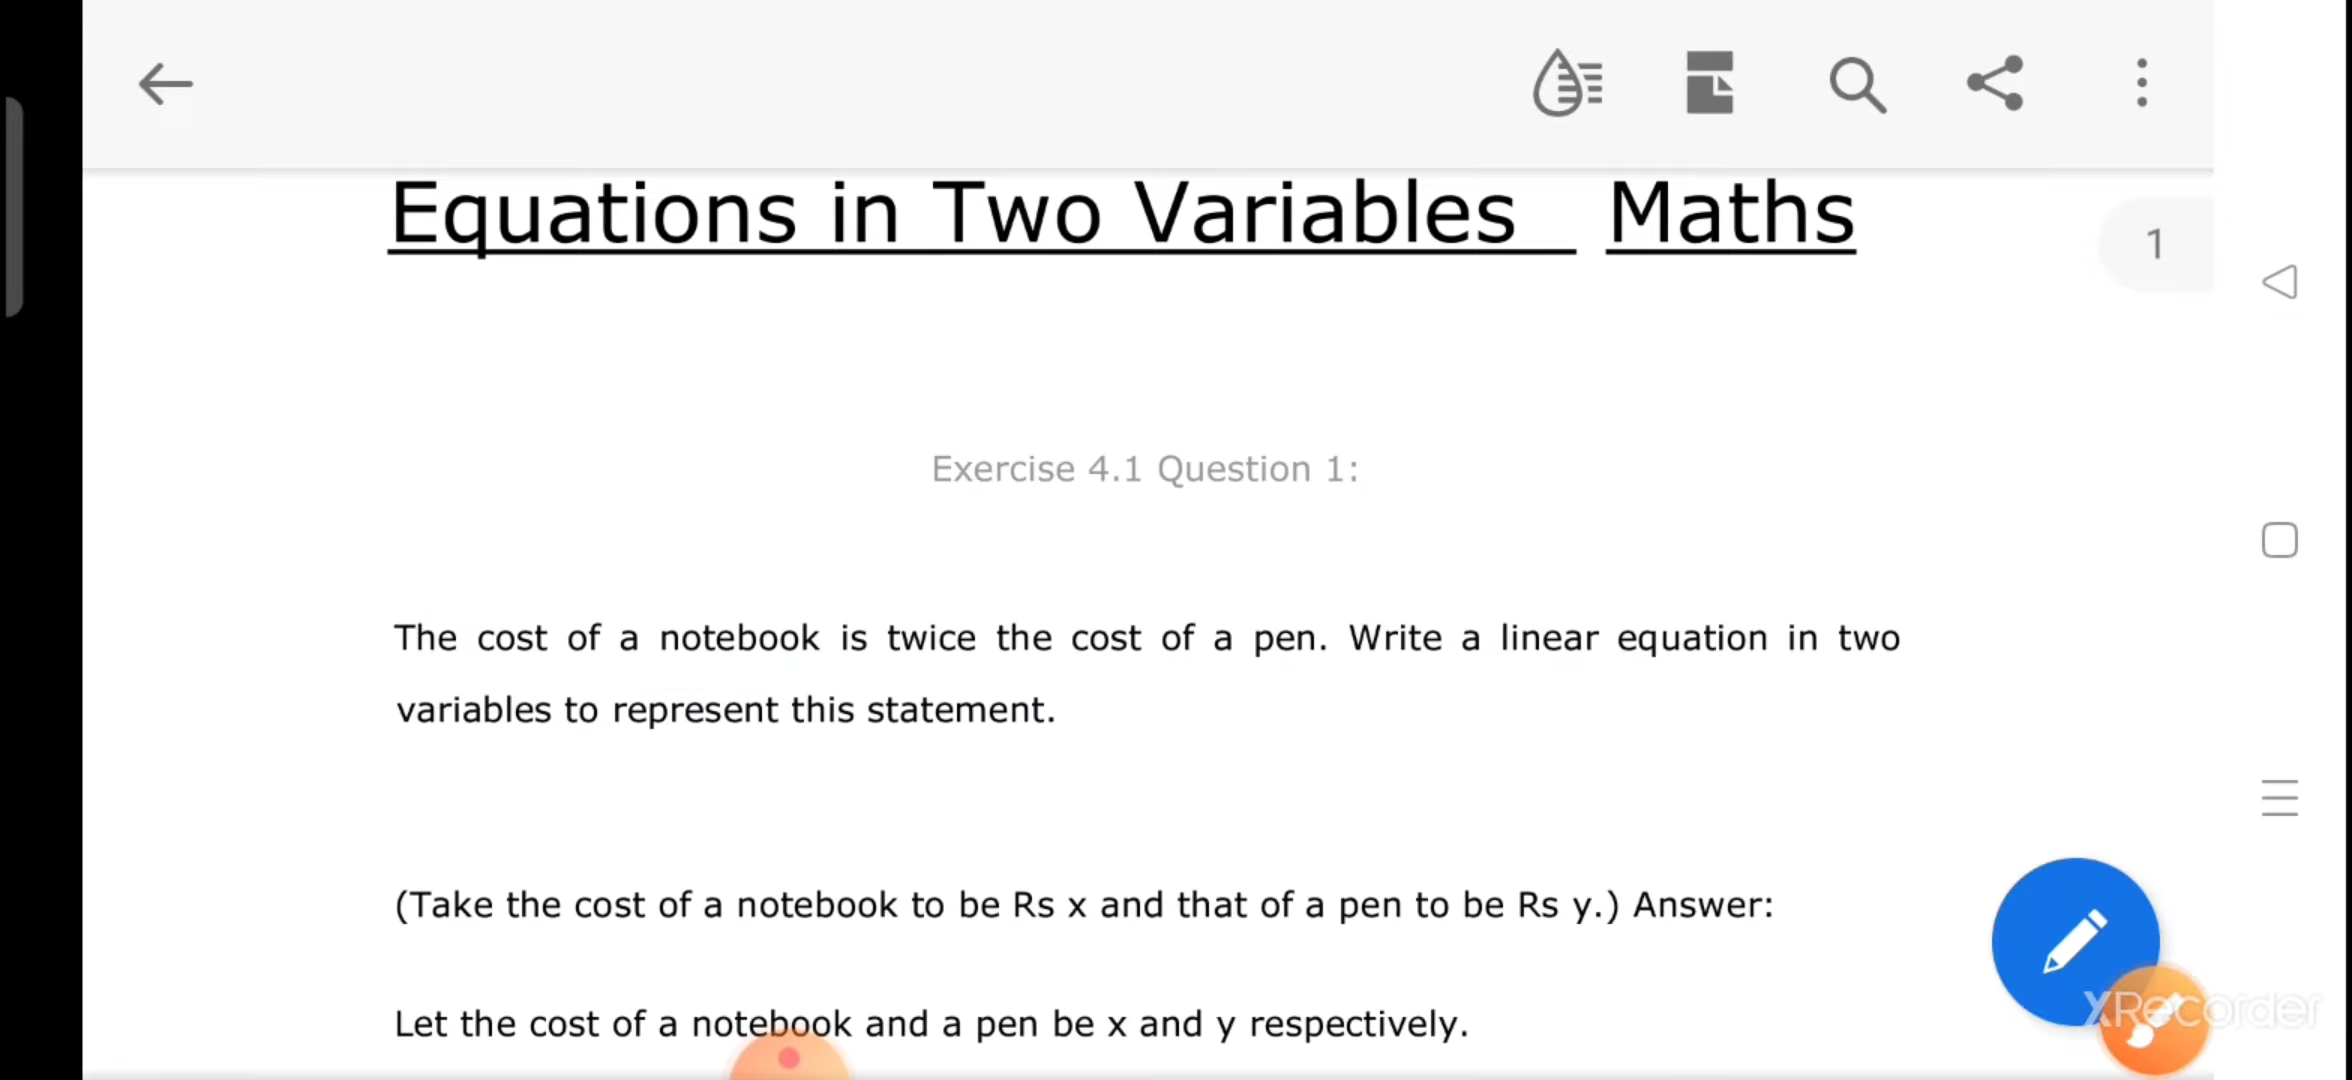 Equations in Two Variables Maths
1
Exercise 4.1 Question 1:
The cost of a notebook is twice the cost of a pen. Write a linear equation in two
variables to represent this statement.
(Take the cost of a notebook to be Rs x and that of a pen to be Rs y.) Answer:
Let the cost of a notebook and a pen be x and y respectively.
XRecorder